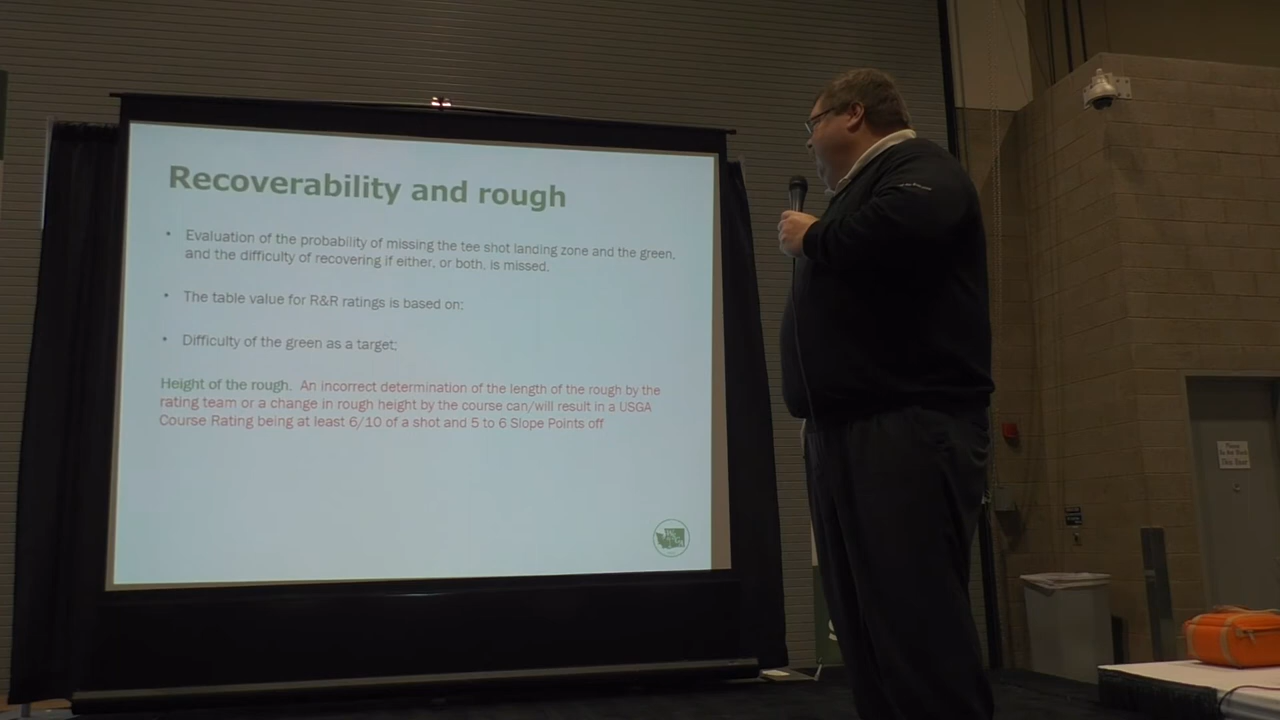 Recoverability and rough
• Evaluation of the probability of missing the tee shot landing zone and the green,
and the difficulty of recovering if either, or both, is missed.
• The table value for R&R ratings is based on:
• Difficulty of the green as a target;
Height of the rough. An incorrect determination of the length of the rough by the
rating team or a change in rough height by the course can/will result in a USGA
Course Rating being at least 6/10 of a shot and 5 to 6 Slope Points off